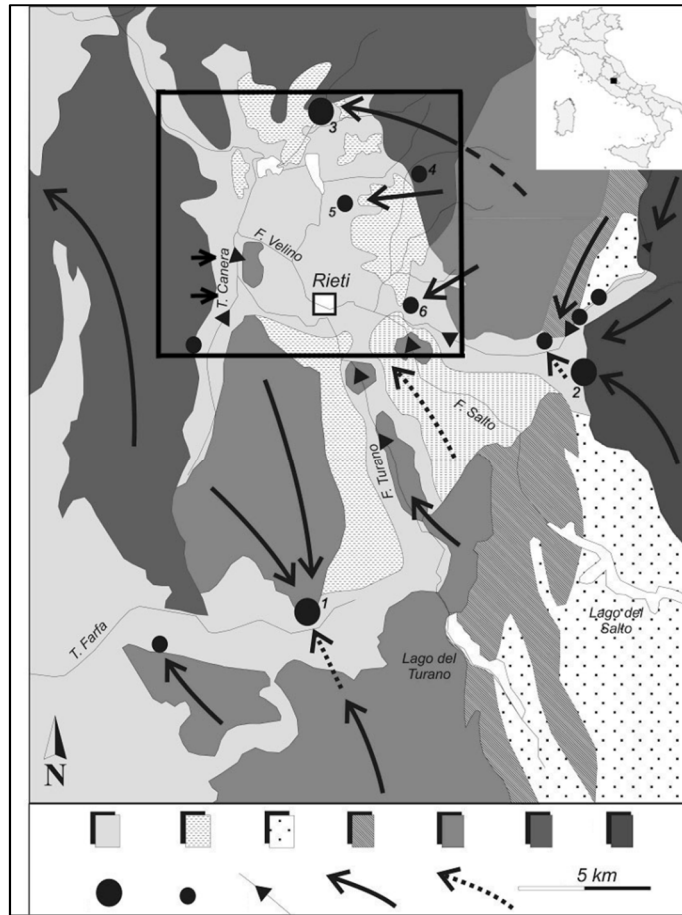 3
4
5
F. Velino
T. Canera
Rieti
6
2
F. Salto
F. Turano
1
T. Farfa
Lago del
Salto
Lago del
Turano
N
5 km